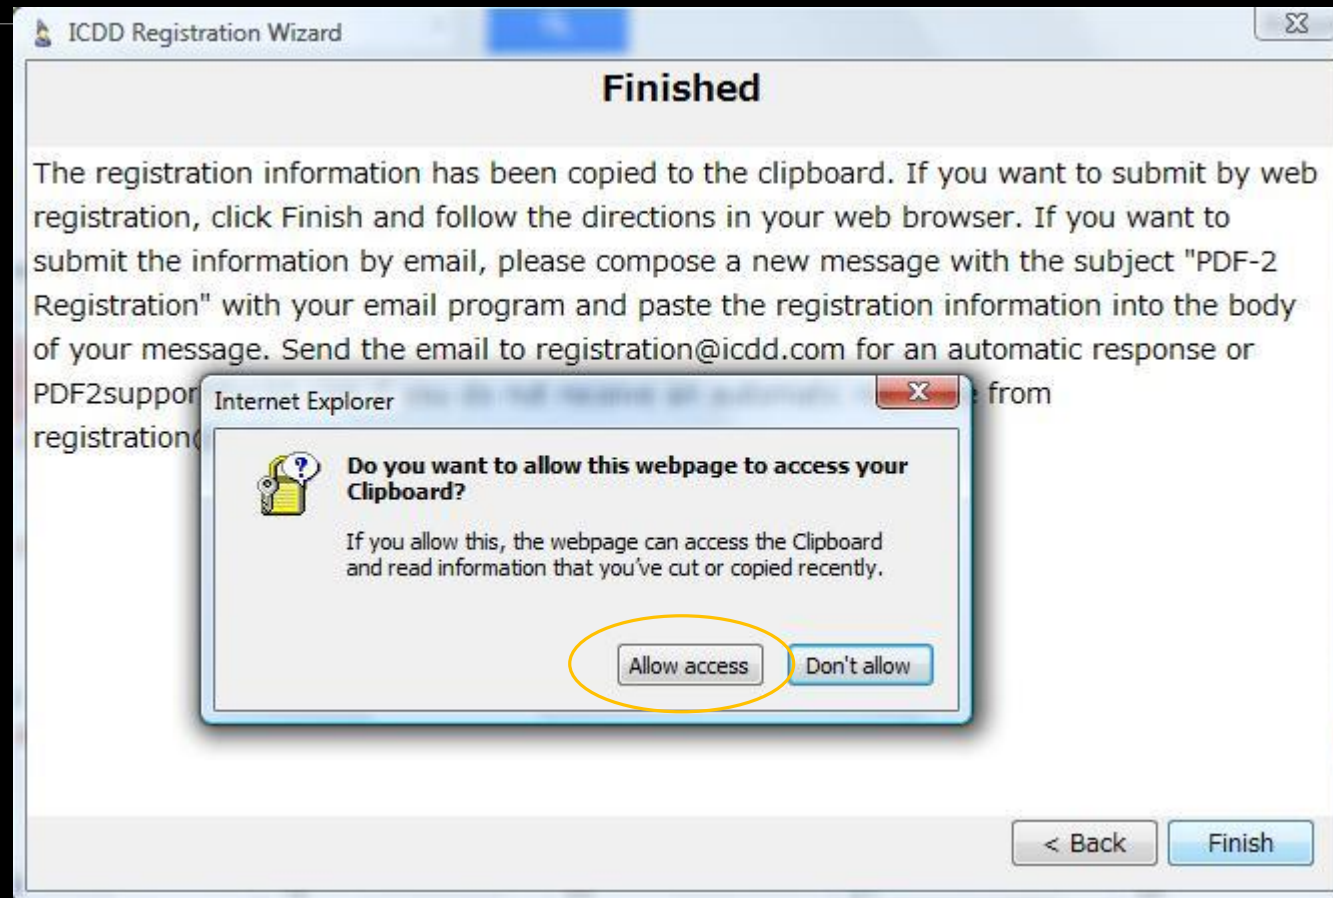 ICDD Registration Wizard
Finished
The registration information has been copied to the clipboard. If you want to submit by web
registration, click Finish and follow the directions in your web browser. If you want to
submit the information by email, please compose a new message with the subject "PDF-2
Registration" with your email program and paste the registration information into the body
of your message. Send the email to registration@icdd.com for an automatic response or
PDF2suppor from
registration@
Internet Explorer
Do you want to allow this webpage to access your
Clipboard?
If you allow this, the webpage can access the Clipboard
and read information that you've cut or copied recently.
Allow access Don't allow
< Back Finish